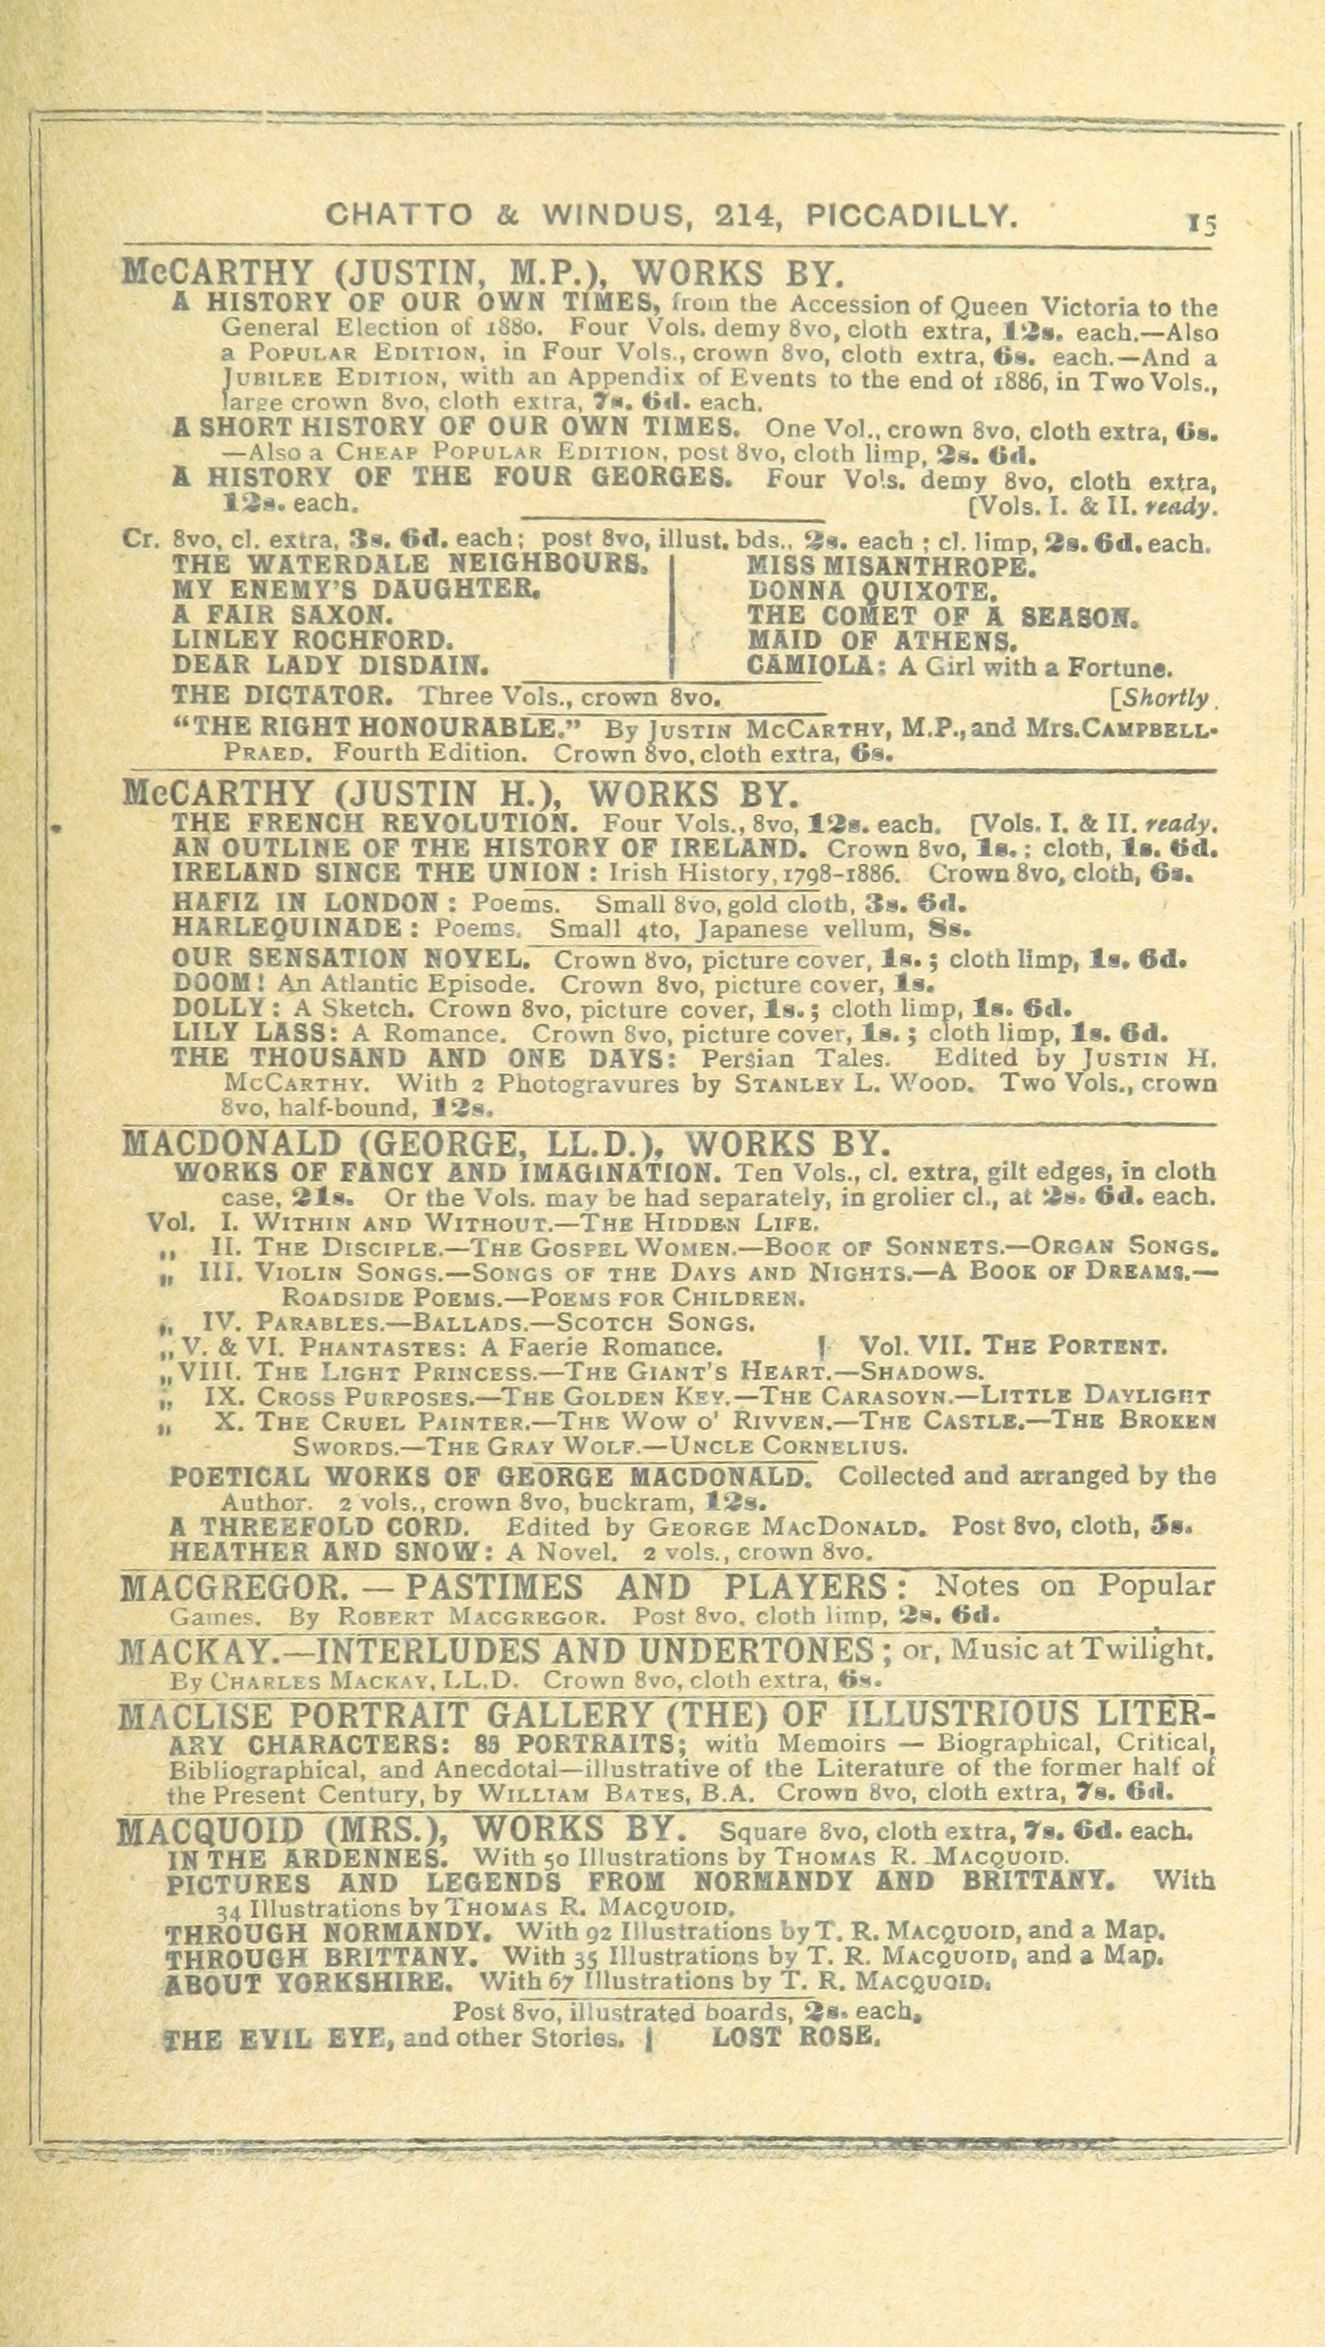 CHATTO & WINDUS, 214, PICCADILLY. 15
McCARTHY (JUSTIN, M.P.), WORKS BY.
A HISTORY OF OUR OWN TIMES, from the Accession of Queen Victoria to the
General Election of 1880. Four Vols. demy 8vo, cloth extra, 12s. each.—Also
a POPULAR EDITION, in Four Vols., crown 8vo, cloth extra, 6s. each.—And a
JUBILEE EDITION, with an Appendix of Events to the end of 1886, in Two Vols.,
large crown 8vo, cloth extra, 7s. 6d. each.
A SHORT HISTORY OF OUR OWN TIMES. One Vol., crown 8vo, cloth extra, 6s.
—Also a CHEAP POPULAR EDITION, post 8vo, cloth limp, 2s. 6d.
A HISTORY OF THE FOUR GEORGES. Four Vols. demy 8vo, cloth extra,
12s. each. [Vols. I. & II. ready.
Cr. 8vo, cl. extra, 3s. 6d. each; post 8vo, illust. bds., 2s. each; cl. limp, 2s. 6d. each.
THE WATERDALE NEIGHBOURS. | MISS MISANTHROPE.
MY ENEMY'S DAUGHTER. | DONNA QUIXOTE.
A FAIR SAXON. | THE COMET OF A SEASON.
LINLEY ROCHFORD. | MAID OF ATHENS.
DEAR LADY DISDAIN. | CAMIOLA: A Girl with a Fortune.
THE DICTATOR. Three Vols., crown 8vo. [Shortly.
"THE RIGHT HONOURABLE." By JUSTIN MCCARTHY, M.P., and Mrs. CAMPBELL-
PRAED. Fourth Edition. Crown 8vo, cloth extra, 6s.
McCARTHY (JUSTIN H.), WORKS BY.
THE FRENCH REVOLUTION. Four Vols., 8vo, 12s. each. [Vols. I. & II. ready.
AN OUTLINE OF THE HISTORY OF IRELAND. Crown 8vo, 1s.; cloth, 1s. 6d.
IRELAND SINCE THE UNION: Irish History, 1798-1886. Crown 8vo, cloth, 6s.
HAFIZ IN LONDON: Poems. Small 8vo, gold cloth, 3s. 6d.
HARLEQUINADE: Poems. Small 4to, Japanese vellum, 8s.
OUR SENSATION NOVEL. Crown 8vo, picture cover, 1s.; cloth limp, 1s. 6d.
DOOM! An Atlantic Episode. Crown 8vo, picture cover, 1s.
DOLLY: A Sketch. Crown 8vo, picture cover, 1s.; cloth limp, 1s. 6d.
LILY LASS: A Romance. Crown 8vo, picture cover, 1s.; cloth limp, 1s. 6d.
THE THOUSAND AND ONE DAYS: Persian Tales. Edited by JUSTIN H.
MCCARTHY. With 2 Photogravures by STANLEY L. WOOD. Two Vols., crown
8vo, half-bound, 12s.
MACDONALD (GEORGE, LL.D.), WORKS BY.
WORKS OF FANCY AND IMAGINATION. Ten Vols., cl. extra, gilt edges, in cloth
case, 21s. Or the Vols. may be had separately, in grolier cl., at 2s. 6d. each.
Vol. I. WITHIN AND WITHOUT.—THE HIDDEN LIFE.
„ II. THE DISCIPLE.—THE GOSPEL WOMEN.—BOOK OF SONNETS.—ORGAN SONGS.
„ III. VIOLIN SONGS.—SONGS OF THE DAYS AND NIGHTS.—A BOOK OF DREAMS.—
ROADSIDE POEMS.—POEMS FOR CHILDREN.
„ IV. PARABLES.—BALLADS.—SCOTCH SONGS.
„ V. & VI. PHANTASTES: A Faerie Romance. | Vol. VII. THE PORTENT.
„ VIII. THE LIGHT PRINCESS.—THE GIANT'S HEART.—SHADOWS.
„ IX. CROSS PURPOSES.—THE GOLDEN KEY.—THE CARASOYN.—LITTLE DAYLIGHT
„ X. THE CRUEL PAINTER.—THE WOW O' RIVVEN.—THE CASTLE.—THE BROKEN
SWORDS.—THE GRAY WOLF.—UNCLE CORNELIUS.
POETICAL WORKS OF GEORGE MACDONALD. Collected and arranged by the
Author. 2 vols., crown 8vo, buckram, 12s.
A THREEFOLD CORD. Edited by GEORGE MACDONALD. Post 8vo, cloth, 5s.
HEATHER AND SNOW: A Novel. 2 vols., crown 8vo.
MACGREGOR. — PASTIMES AND PLAYERS: Notes on Popular
Games. By ROBERT MACGREGOR. Post 8vo, cloth limp, 2s. 6d.
MACKAY.—INTERLUDES AND UNDERTONES; or, Music at Twilight.
By CHARLES MACKAY, LL.D. Crown 8vo, cloth extra, 6s.
MACLISE PORTRAIT GALLERY (THE) OF ILLUSTRIOUS LITER-
ARY CHARACTERS: 85 PORTRAITS; with Memoirs — Biographical, Critical,
Bibliographical, and Anecdotal—illustrative of the Literature of the former half of
the Present Century, by WILLIAM BATES, B.A. Crown 8vo, cloth extra, 7s. 6d.
MACQUOID (MRS.), WORKS BY. Square 8vo, cloth extra, 7s. 6d. each.
IN THE ARDENNES. With 50 Illustrations by THOMAS R. MACQUOID.
PICTURES AND LEGENDS FROM NORMANDY AND BRITTANY. With
34 Illustrations by THOMAS R. MACQUOID.
THROUGH NORMANDY. With 92 Illustrations by T. R. MACQUOID, and a Map.
THROUGH BRITTANY. With 35 Illustrations by T. R. MACQUOID, and a Map.
ABOUT YORKSHIRE. With 67 Illustrations by T. R. MACQUOID.
Post 8vo, illustrated boards, 2s. each.
THE EVIL EYE, and other Stories. | LOST ROSE.